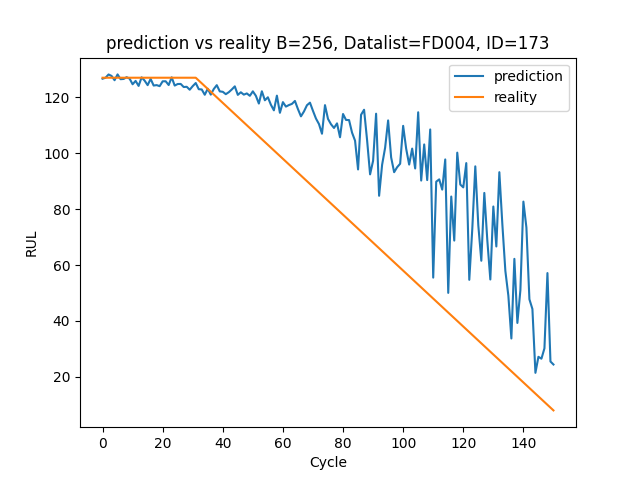 prediction vs reality B=256, Datalist=FD004, ID=173
prediction
reality
RUL
120
100
80
60
40
20
0 20 40 60 80 100 120 140
Cycle